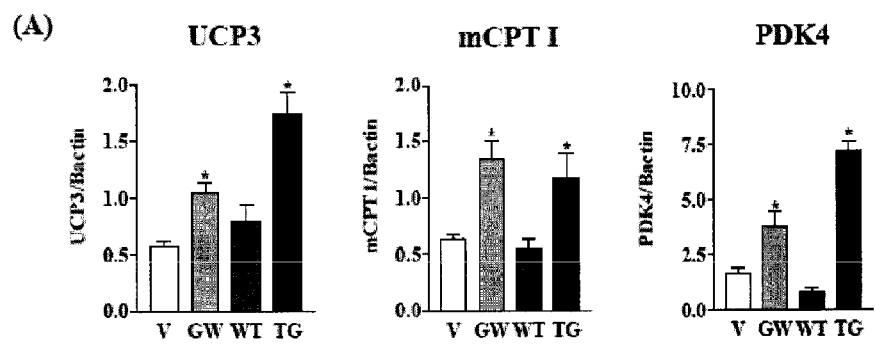 (A)
UCP3
mCPT I
PDK4
UCP3/Bactin
2.0
1.5
1.0
0.5
0.0
*
*
V GW WT TG
mCPT1/Bactin
2.0
1.5
1.0
0.5
0.0
*
*
V GW WT TG
PDK4/Bactin
10.0
7.5
5.0
2.5
0.0
*
*
V GW WT TG